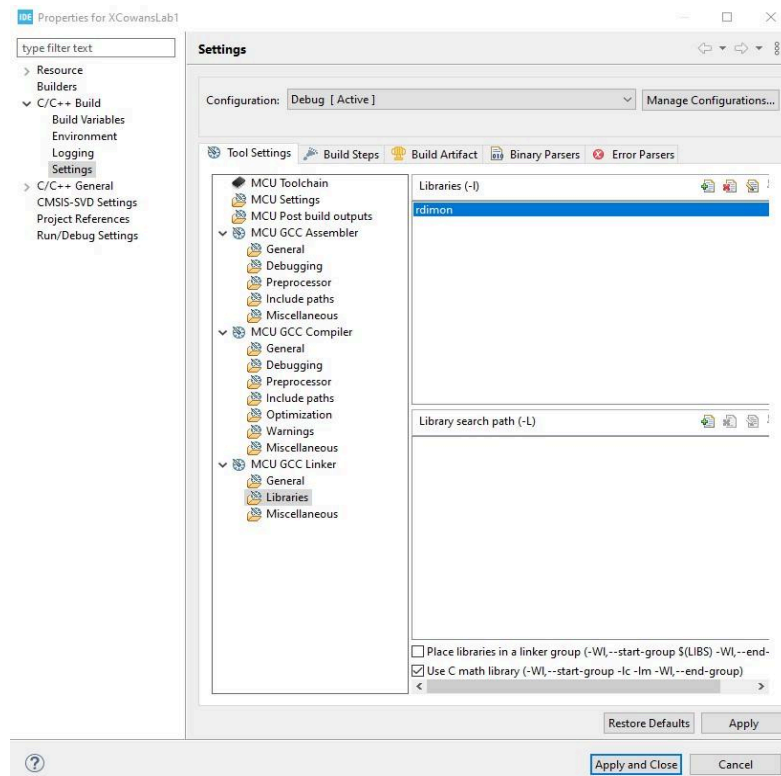 IDE Properties for XCowansLab1
type filter text
Resource
Builders
C/C++ Build
Build Variables
Environment
Logging
Settings
C/C++ General
CMSIS-SVD Settings
Project References
Run/Debug Settings
Settings
Configuration: Debug [ Active ]
Manage Configurations...
Tool Settings Build Steps Build Artifact Binary Parsers Error Parsers
MCU Toolchain
MCU Settings
MCU Post build outputs
MCU GCC Assembler
General
Debugging
Preprocessor
Include paths
Miscellaneous
MCU GCC Compiler
General
Debugging
Preprocessor
Include paths
Optimization
Warnings
Miscellaneous
MCU GCC Linker
General
Libraries
Miscellaneous
Libraries (-l)
rdimon
Library search path (-L)
Place libraries in a linker group (-Wl,--start-group $(LIBS) -Wl,--end-
Use C math library (-Wl,--start-group -lc -lm -Wl,--end-group)
Restore Defaults Apply
Apply and Close Cancel